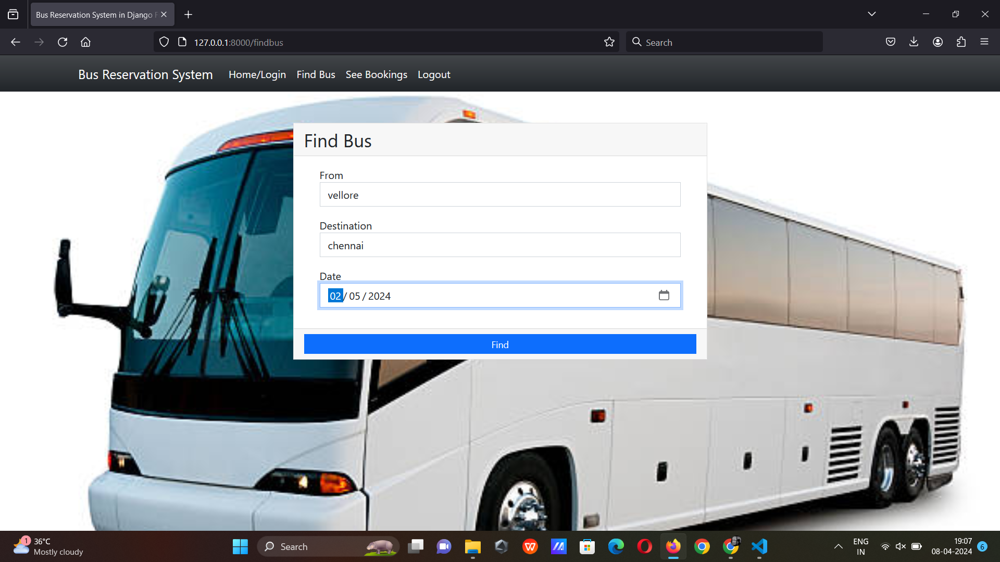 Bus Reservation System in Django F
127.0.0.1:8000/findbus
Search
Bus Reservation System
Home/Login
Find Bus
See Bookings
Logout
Find Bus
From
vellore
Destination
chennai
Date
02/05/2024
Find
1
36°C
Mostly cloudy
Search
ENG
IN
19:07
08-04-2024
6